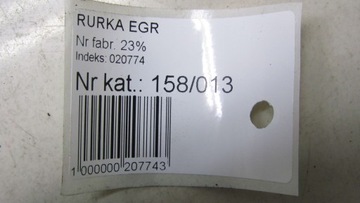 RURKA EGR
Nr fabr. 23%
Indeks: 020774
Nr kat.: 158/013
1 000000 207743